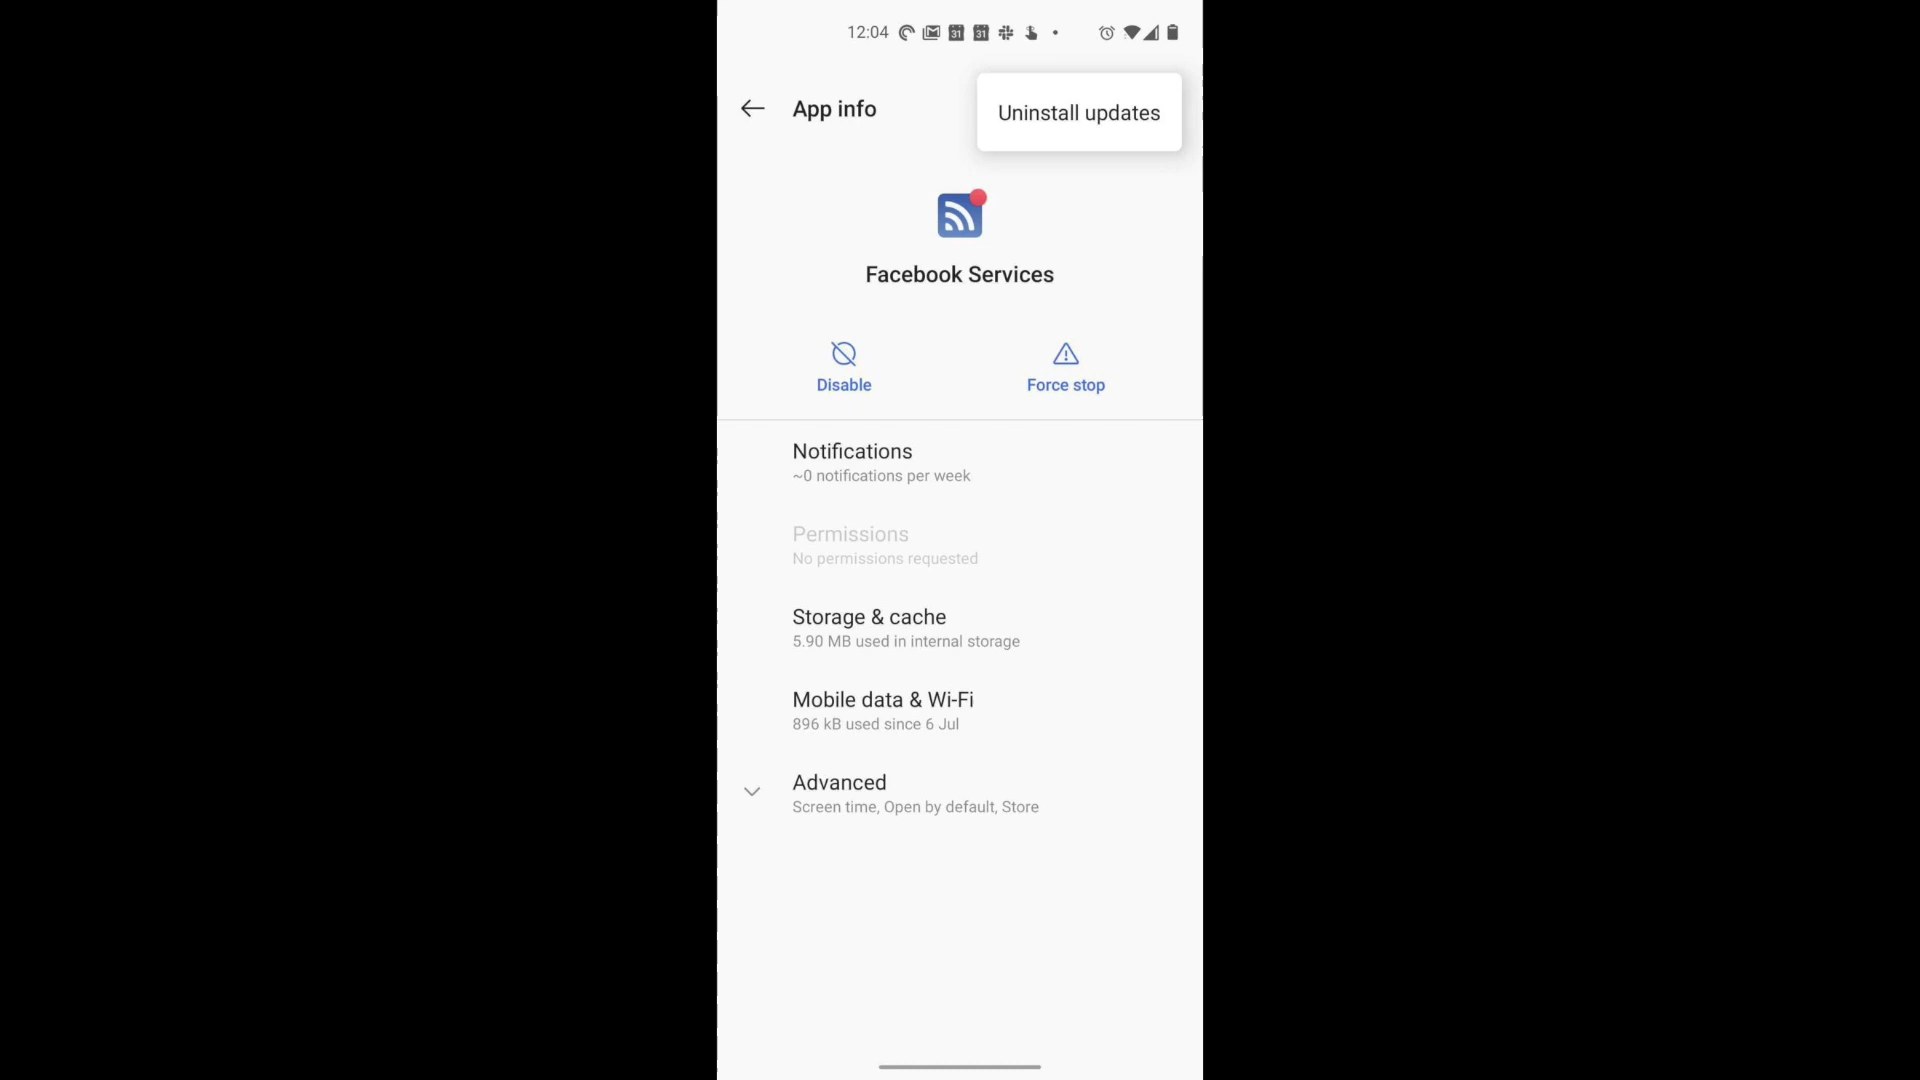 12:04
31 31
App info
Uninstall updates
Facebook Services
Disable
Force stop
Notifications
~0 notifications per week
Permissions
No permissions requested
Storage & cache
5.90 MB used in internal storage
Mobile data & Wi-Fi
896 kB used since 6 Jul
Advanced
Screen time, Open by default, Store